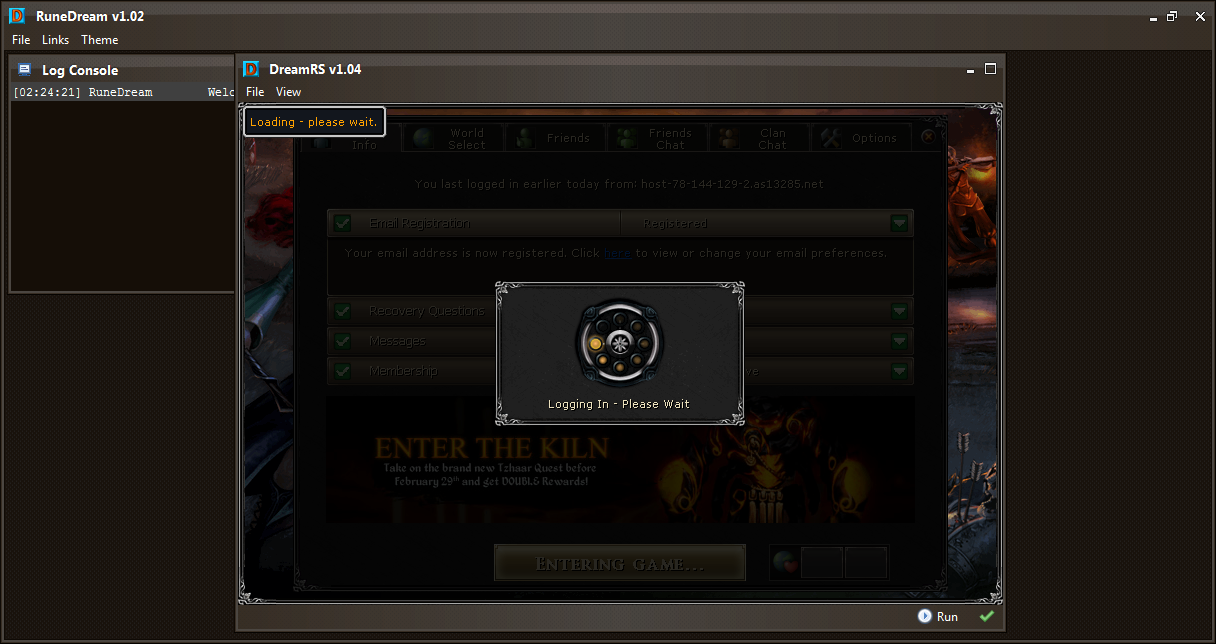 RuneDream v1.02
File Links Theme
Log Console
[02:24:21] RuneDream Welc
DreamRS v1.04
File View
Loading - please wait.
Info
World Select
Friends
Friends Chat
Clan Chat
Options
You last logged in earlier today from: host-78-144-129-2.as13285.net
Email Registration Registered
Your email address is now registered. Click here to view or change your email preferences.
Recovery Questions
Messages
Membership
Logging In - Please Wait
ENTER THE KILN
Take on the brand new Tzhaar Quest before
February 29th and get DOUBLE Rewards!
ENTERING GAME...
Run